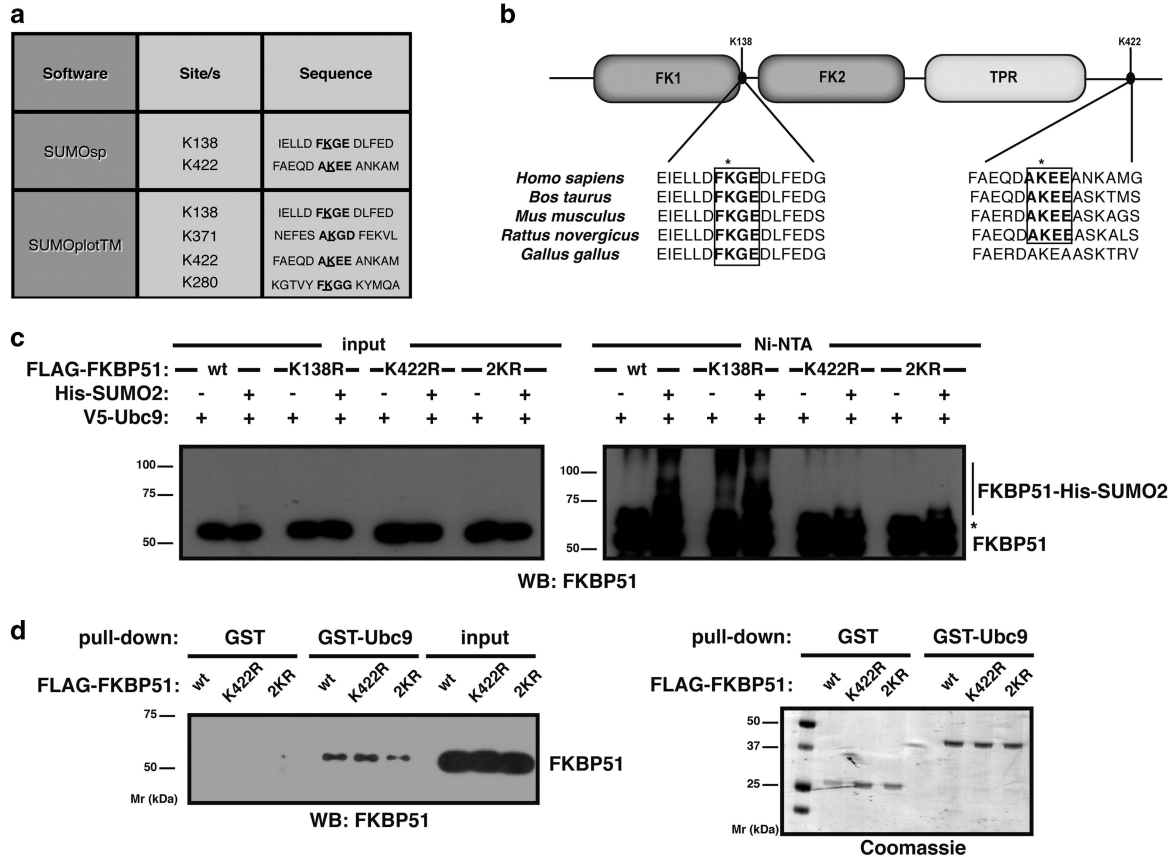 a
Software Site/s Sequence
SUMOsp
K138 IELLD FKGE DLFED
K422 FAEQD AKEE ANKAM
SUMOplotTM
K138 IELLD FKGE DLFED
K371 NEFES AKGD FEKVL
K422 FAEQD AKEE ANKAM
K280 KGTVY FKGG KYMQA
b
K138 K422
FK1 FK2 TPR
* *
Homo sapiens EIELLDFKGEDLFEDG FAEQDAKEEANKAMG
Bos taurus EIELLDFKGEDLFEDG FAEQDAKEEASKTMS
Mus musculus EIELLDFKGEDLFEDS FAERDAKEEASKAGS
Rattus novergicus EIELLDFKGEDLFEDS FAEQDAKEEASKALS
Gallus gallus EIELLDFKGEDLFEDG FAERDAKEAASKTRV
c
input Ni-NTA
FLAG-FKBP51: wt K138R K422R 2KR wt K138R K422R 2KR
His-SUMO2: - + - + - + - + - + - + - + - +
V5-Ubc9: + + + + + + + + + + + + + + + +
100 75 50
100 75 50
FKBP51-His-SUMO2
*
FKBP51
WB: FKBP51
d
pull-down: GST GST-Ubc9 input
FLAG-FKBP51: wt K422R 2KR wt K422R 2KR wt K422R 2KR
75
50
Mr (kDa)
FKBP51
WB: FKBP51
pull-down: GST GST-Ubc9
FLAG-FKBP51: wt K422R 2KR wt K422R 2KR
50
37
25
Mr (kDa)
Coomassie